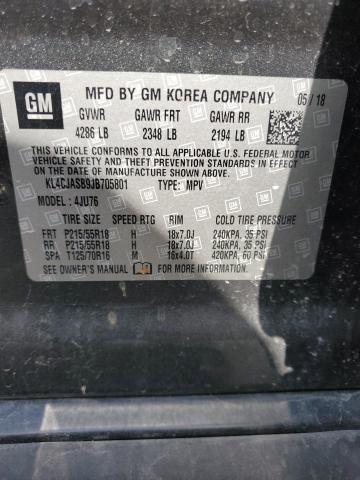 GM
MFD BY GM KOREA COMPANY 05/18
GVWR GAWR FRT GAWR RR
4286 LB 2348 LB 2194 LB
THIS VEHICLE CONFORMS TO ALL APPLICABLE U.S. FEDERAL MOTOR
VEHICLE SAFETY AND THEFT PREVENTION STANDARDS IN EFFECT
ON THE DATE OF MANUFACTURE SHOWN ABOVE.
KL4CJASB9JB705801 TYPE: MPV
MODEL: 4JU76
TIRE SIZE SPEED RTG RIM COLD TIRE PRESSURE
FRT P215/55R18 H 18x7.0J 240KPA, 35 PSI
RR P215/55R18 H 18x7.0J 240KPA, 35 PSI
SPA T125/70R16 M 16x4.0T 420KPA, 60 PSI
SEE OWNER'S MANUAL FOR MORE INFORMATION